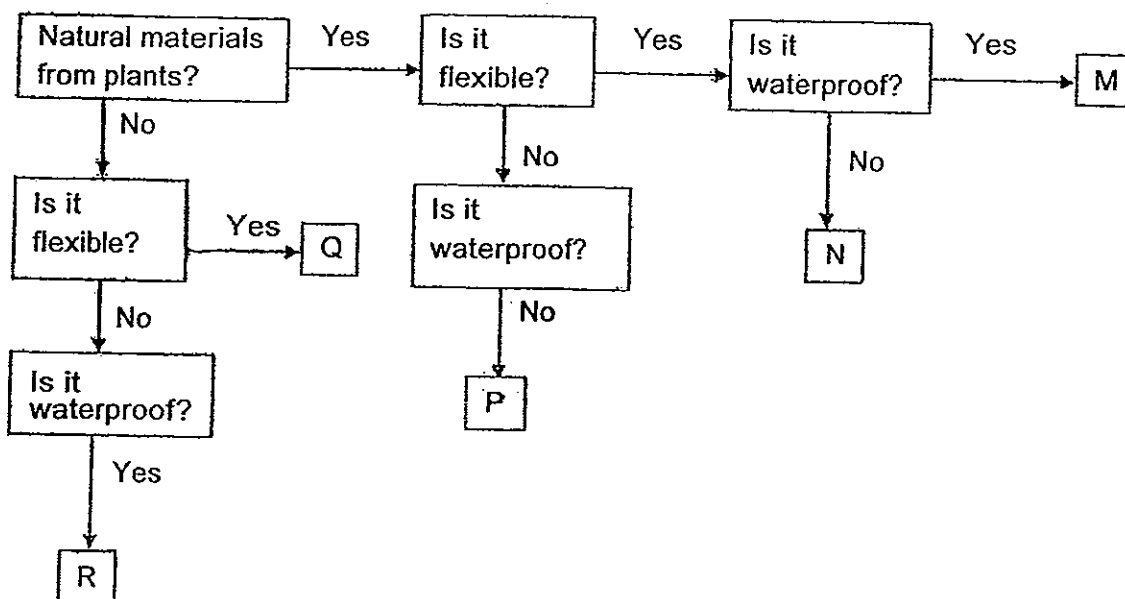 Natural materials
from plants?
Yes
Is it
flexible?
Yes
Is it
waterproof?
Yes
M
No
No
No
Is it
flexible?
Yes
Q
Is it
waterproof?
N
No
No
Is it
waterproof?
P
Yes
R